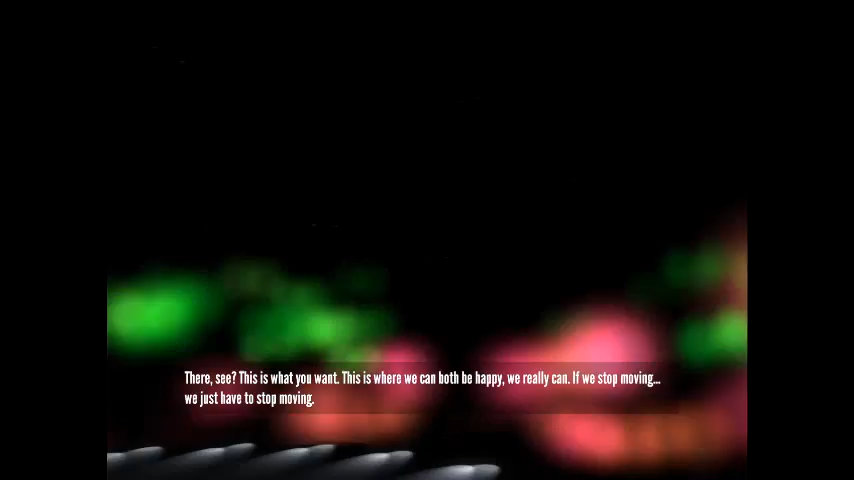 There, see? This is what you want. This is where we can both be happy, we really can. If we stop moving...
we just have to stop moving.